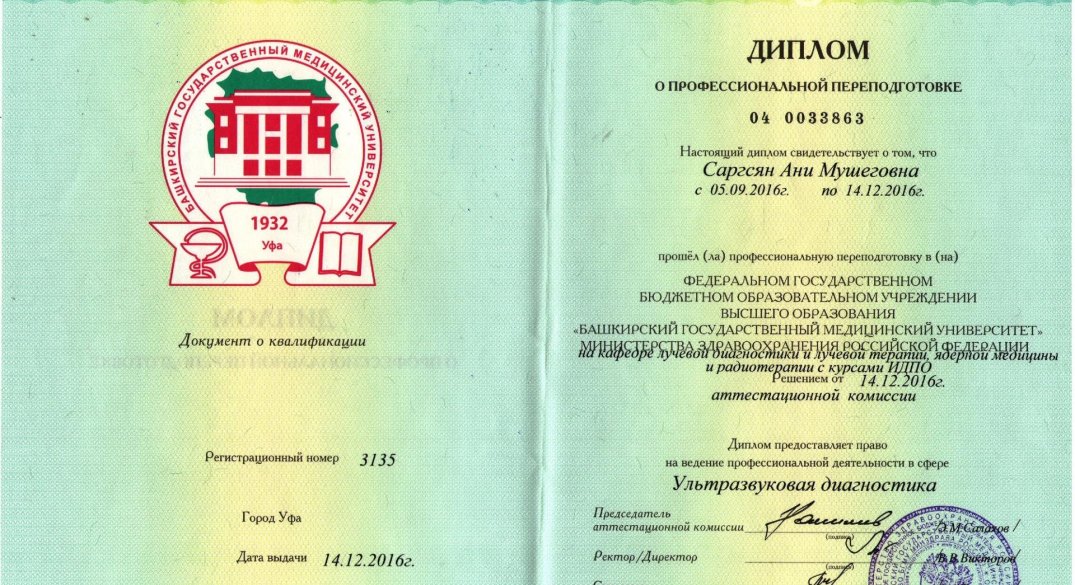 БАШКИРСКИЙ ГОСУДАРСТВЕННЫЙ МЕДИЦИНСКИЙ УНИВЕРСИТЕТ
1932
Уфа
Документ о квалификации
Регистрационный номер 3135
Город Уфа
Дата выдачи 14.12.2016г.
ДИПЛОМ
О ПРОФЕССИОНАЛЬНОЙ ПЕРЕПОДГОТОВКЕ
04 0033863
Настоящий диплом свидетельствует о том, что
Саргсян Ани Мушеговна
с 05.09.2016г. по 14.12.2016г.
прошёл (ла) профессиональную переподготовку в (на)
ФЕДЕРАЛЬНОМ ГОСУДАРСТВЕННОМ
БЮДЖЕТНОМ ОБРАЗОВАТЕЛЬНОМ УЧРЕЖДЕНИИ
ВЫСШЕГО ОБРАЗОВАНИЯ
«БАШКИРСКИЙ ГОСУДАРСТВЕННЫЙ МЕДИЦИНСКИЙ УНИВЕРСИТЕТ»
МИНИСТЕРСТВА ЗДРАВООХРАНЕНИЯ РОССИЙСКОЙ ФЕДЕРАЦИИ
на кафедре лучевой диагностики и лучевой терапии, ядерной медицины
и радиотерапии с курсами ИДПО
Решением от 14.12.2016г.
аттестационной комиссии
Диплом предоставляет право
на ведение профессиональной деятельности в сфере
Ультразвуковая диагностика
Председатель
аттестационной комиссии Э.М.Салахов /
(подпись)
Ректор/Директор В.В.Викторов
(подпись)